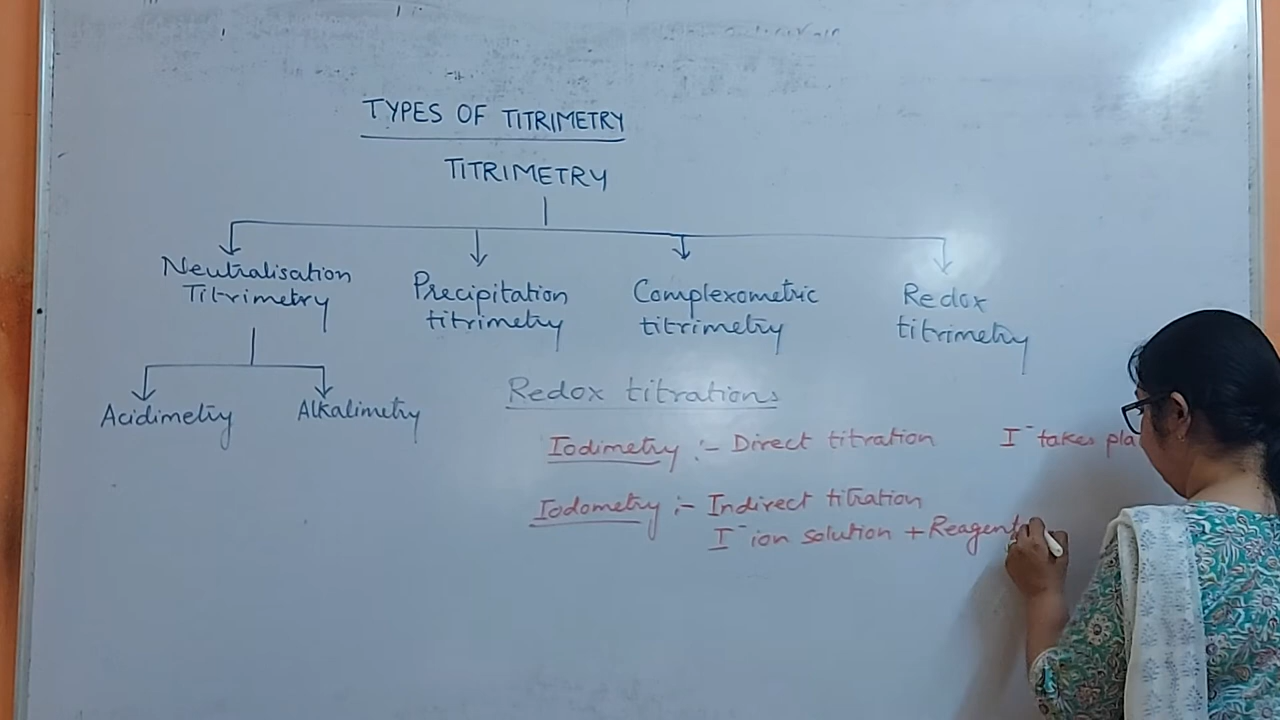 TYPES OF TITRIMETRY
TITRIMETRY
Neutralisation
Titrimetry
Precipitation
titrimetry
Complexometric
titrimetry
Redox
titrimetry
Acidimetry
Alkalimetry
Redox titrations
Iodimetry :- Direct titration I⁻ takes
Iodometry :- Indirect titration
I⁻ ion solution + Reagent